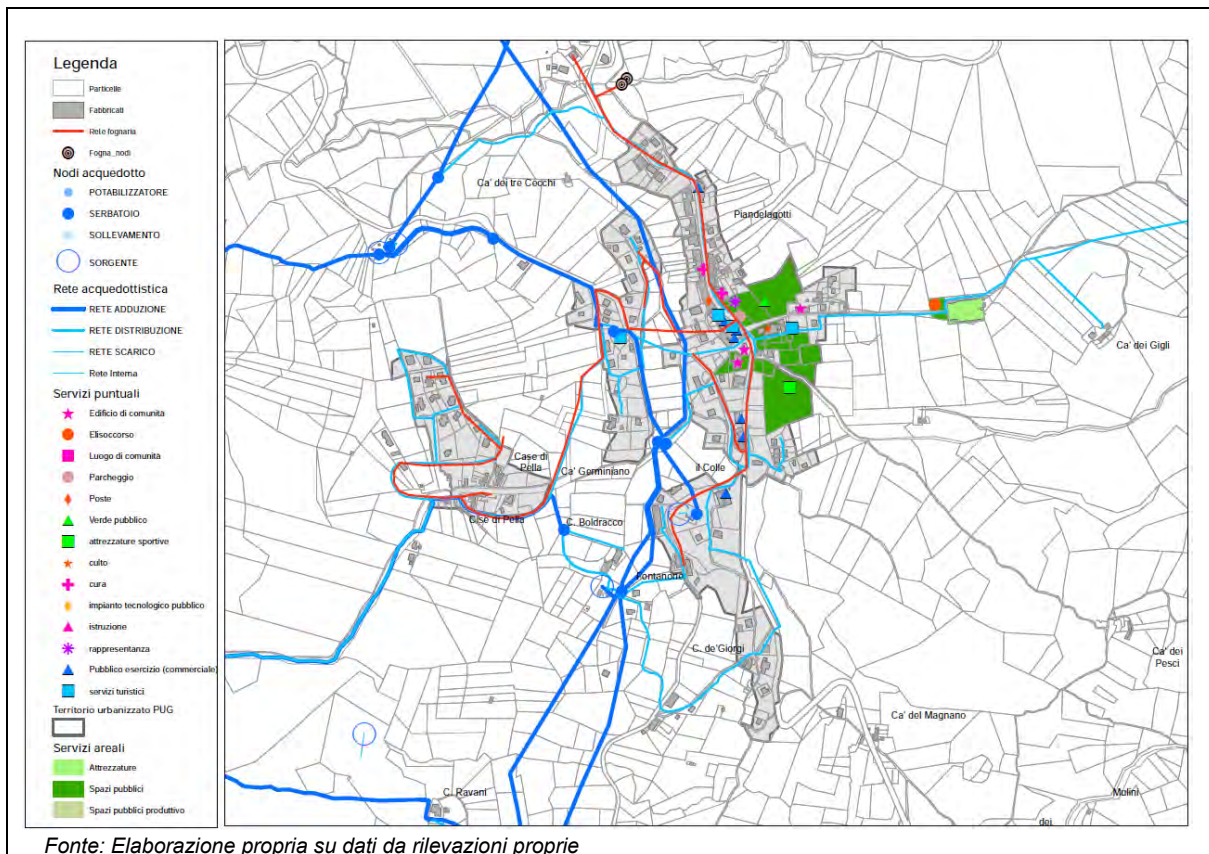 Legenda
Particelle
Fabbricati
Rete fognaria
Fogna_nodi
Nodi acquedotto
POTABILIZZATORE
SERBATOIO
SOLLEVAMENTO
SORGENTE
Rete acquedottistica
RETE ADDUZIONE
RETE DISTRIBUZIONE
RETE SCARICO
Rete Interna
Servizi puntuali
Edificio di comunità
Elisoccorso
Luogo di comunità
Parcheggio
Poste
Verde pubblico
attrezzature sportive
culto
cura
impianto tecnologico pubblico
istruzione
rappresentanza
Pubblico esercizio (commerciale)
servizi turistici
Territorio urbanizzato PUG
Servizi areali
Attrezzature
Spazi pubblici
Spazi pubblici produttivo
Ca' dei tre Cecchi
Piandelagotti
Ca' dei Gigli
Case di
Pella
Ca' Germiniano
il Colle
Cise di Pella
C. Boldracco
Fontanone
C. de'Giorgi
Ca' dei
Pesci
Ca' del Magnano
C. Ravani
Molini
dei
Fonte: Elaborazione propria su dati da rilevazioni proprie